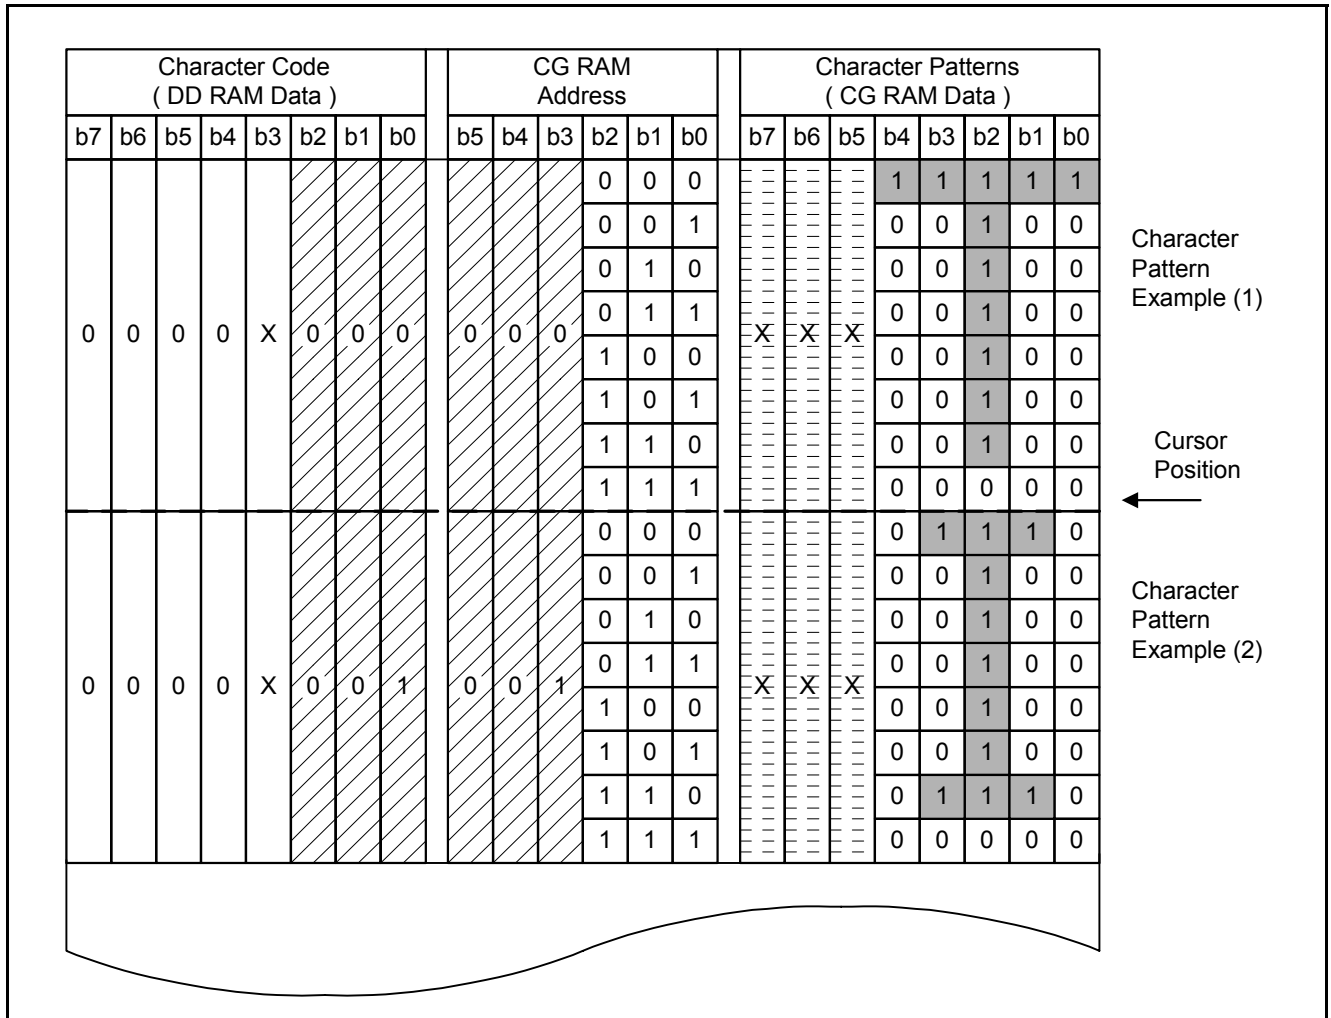 Character Code CG RAM Character Patterns
( DD RAM Data ) Address ( CG RAM Data )
b7 b6 b5 b4 b3 b2 b1 b0 b5 b4 b3 b2 b1 b0 b7 b6 b5 b4 b3 b2 b1 b0
0 0 0 1 1 1 1 1
0 0 1 0 0 1 0 0
Character
Pattern
Example (1)
0 1 0 0 0 1 0 0
0 1 1 0 0 1 0 0
0 0 0 0 X 0 0 0 0 0 0 X X X
1 0 0 0 0 1 0 0
1 0 1 0 0 1 0 0
1 1 0 0 0 1 0 0
Cursor
Position
1 1 1 0 0 0 0 0
0 0 0 0 1 1 1 0
0 0 1 0 0 1 0 0
Character
Pattern
Example (2)
0 1 0 0 0 1 0 0
0 1 1 0 0 1 0 0
0 0 0 0 X 0 0 1 0 0 1 X X X
1 0 0 0 0 1 0 0
1 0 1 0 0 1 0 0
1 1 0 0 1 1 1 0
1 1 1 0 0 0 0 0